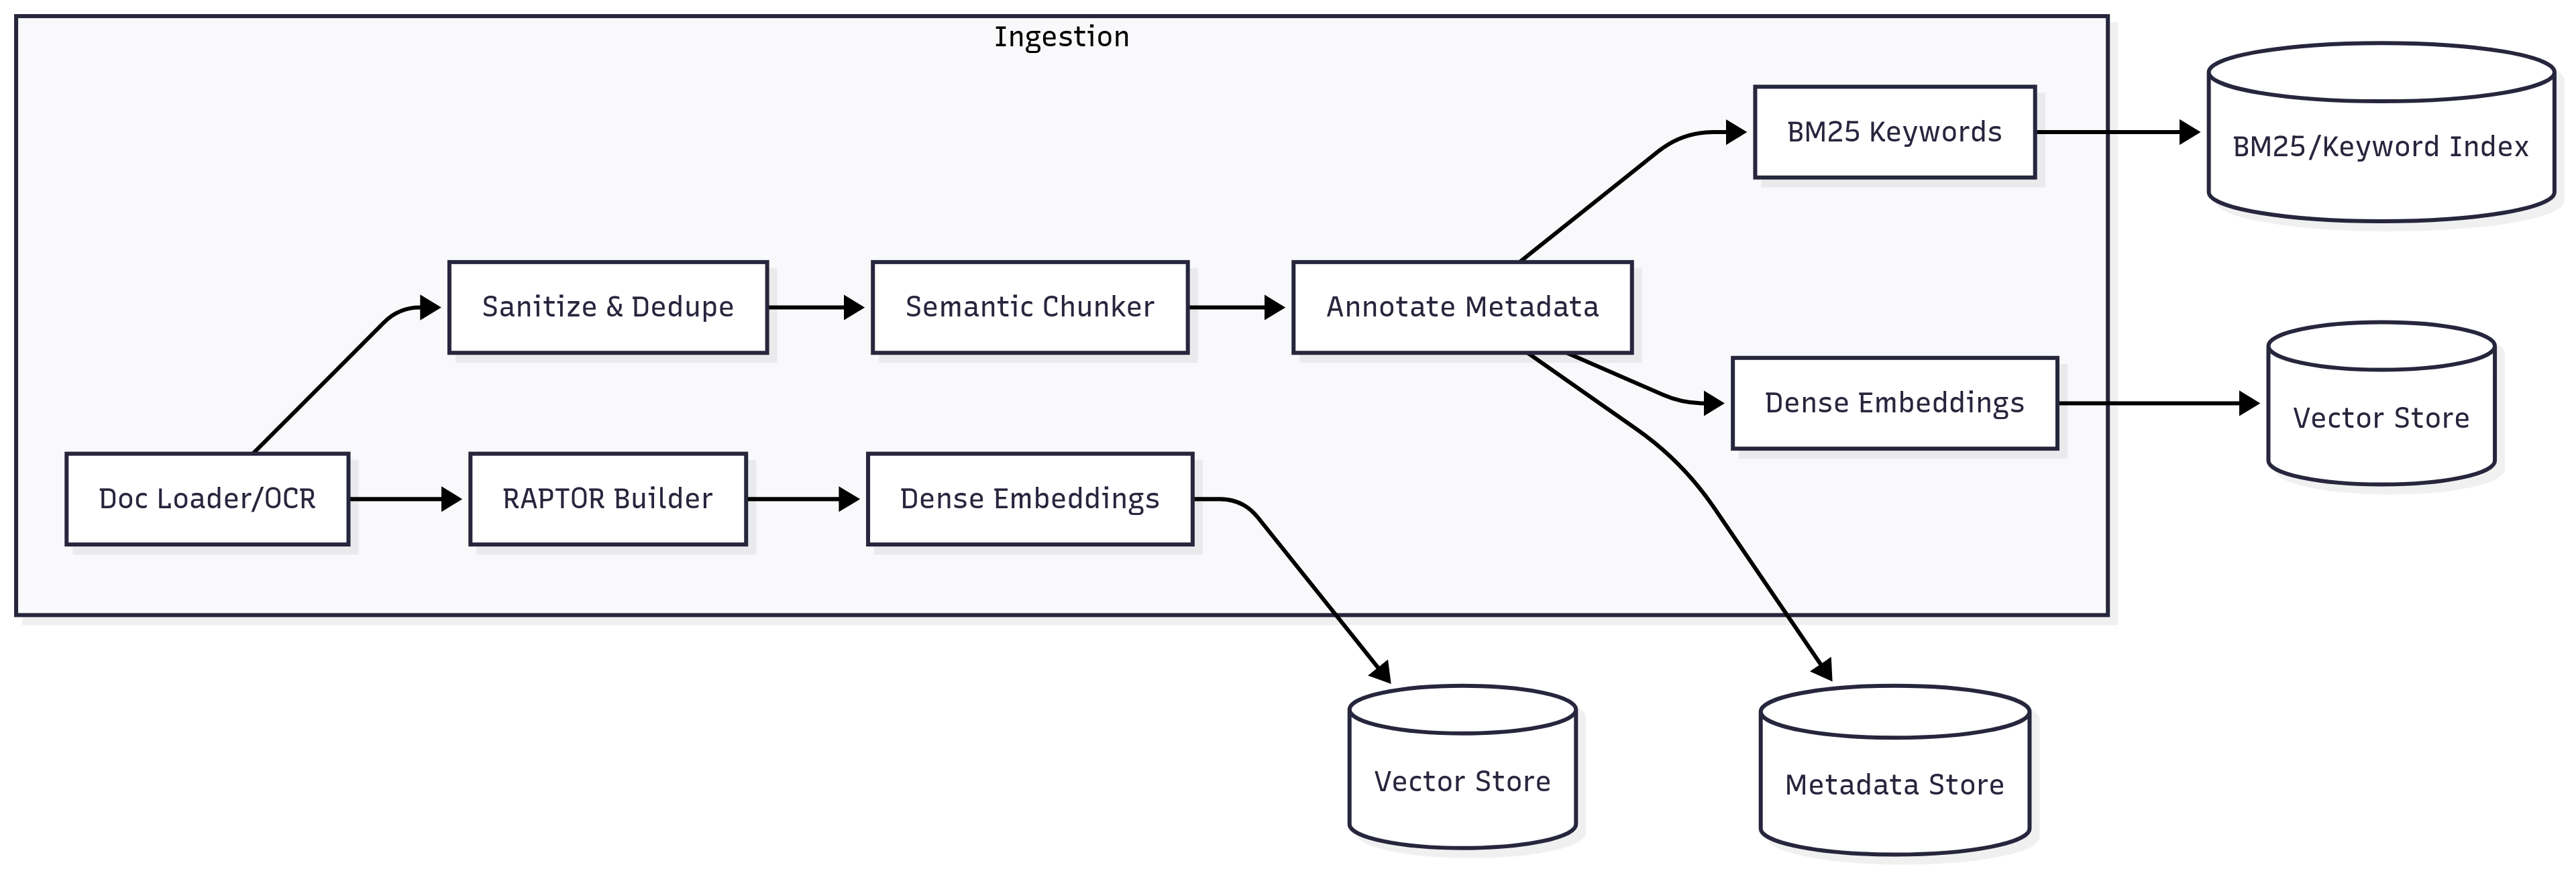 Ingestion
BM25 Keywords
BM25/Keyword Index
Sanitize & Dedupe
Semantic Chunker
Annotate Metadata
Dense Embeddings
Vector Store
Doc Loader/OCR
RAPTOR Builder
Dense Embeddings
Vector Store
Metadata Store